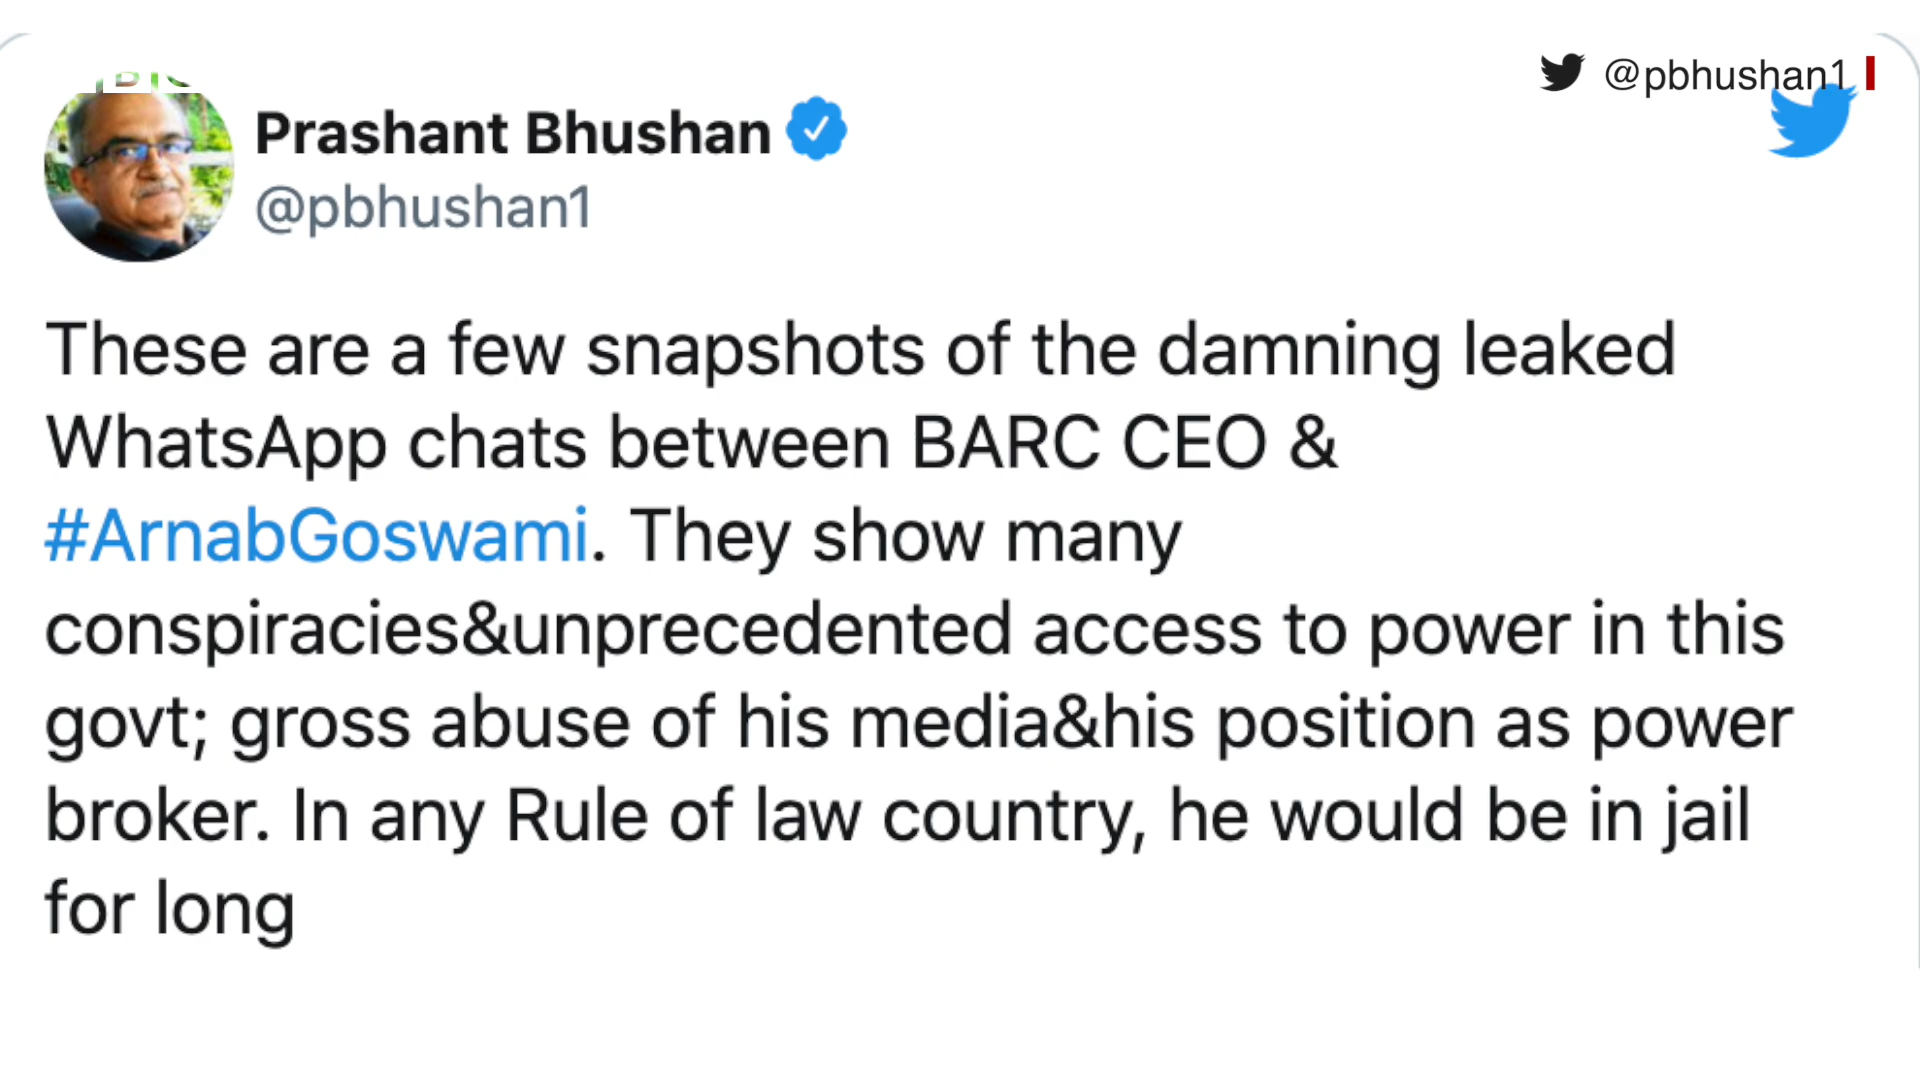 @pbhushan1
Prashant Bhushan
@pbhushan1
These are a few snapshots of the damning leaked
WhatsApp chats between BARC CEO &
#ArnabGoswami. They show many
conspiracies&unprecedented access to power in this
govt; gross abuse of his media&his position as power
broker. In any Rule of law country, he would be in jail
for long